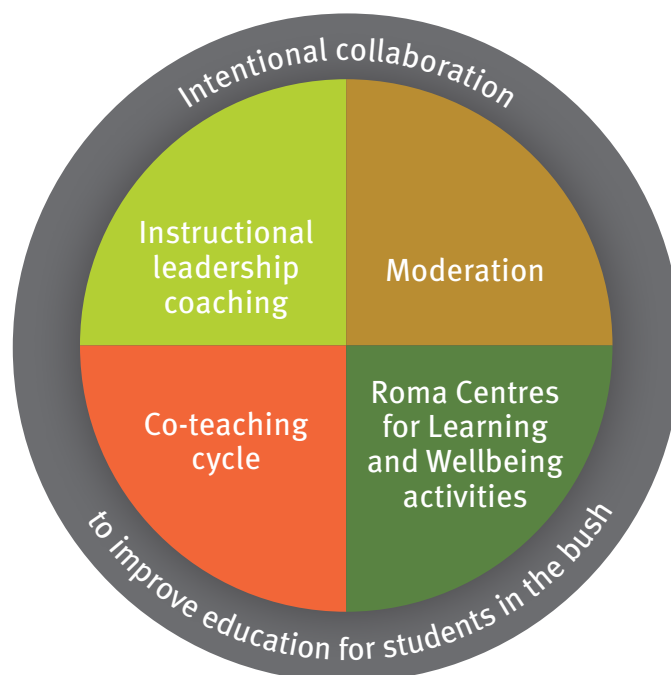 Intentional collaboration
Instructional
leadership
coaching
Moderation
Co-teaching
cycle
Roma Centres
for Learning
and Wellbeing
activities
to improve education for students in the bush